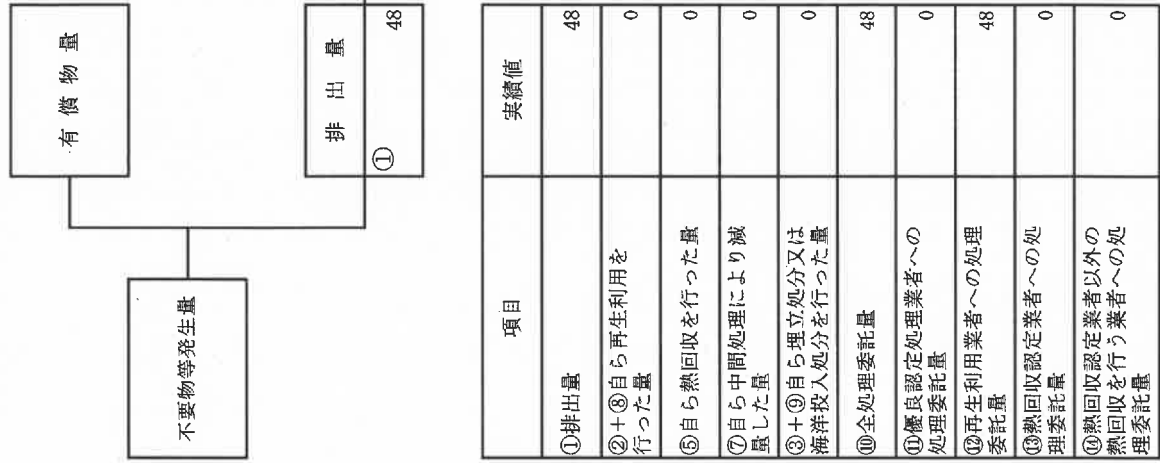 有償物量
不要物等発生量
排出量
①
48
項目
実績値
①排出量
48
②+⑧自ら再生利用を
行った量
0
⑤自ら熱回収を行った量
0
⑦自ら中間処理により減
量した量
0
③+⑨自ら埋立処分又は
海洋投入処分を行った量
0
⑩全処理委託量
48
⑪優良認定処理業者への
処理委託量
0
⑫再生利用業者への処理
委託量
48
⑬熱回収認定業者への処
理委託量
0
⑭熱回収認定業者以外の
熱回収を行う業者への処
理委託量
0